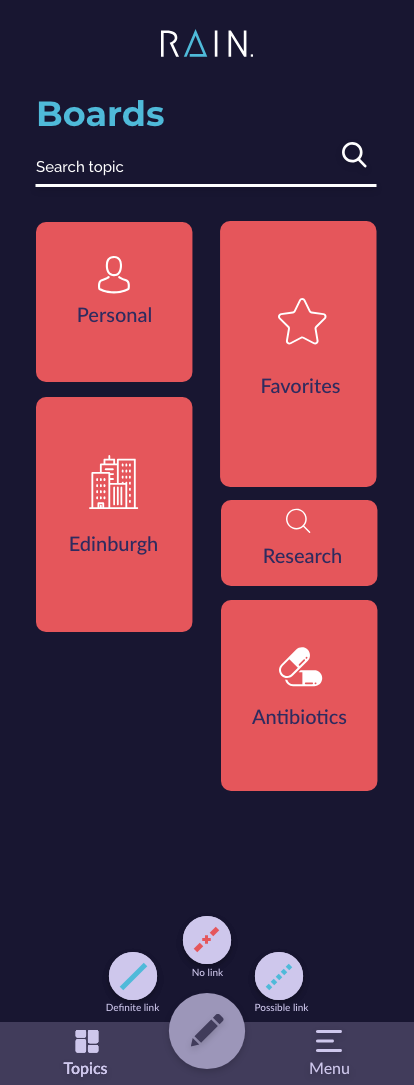 RAIN.
Boards
Search topic
Personal
Favorites
Edinburgh
Research
Antibiotics
No link
Definite link
Possible link
Topics
Menu